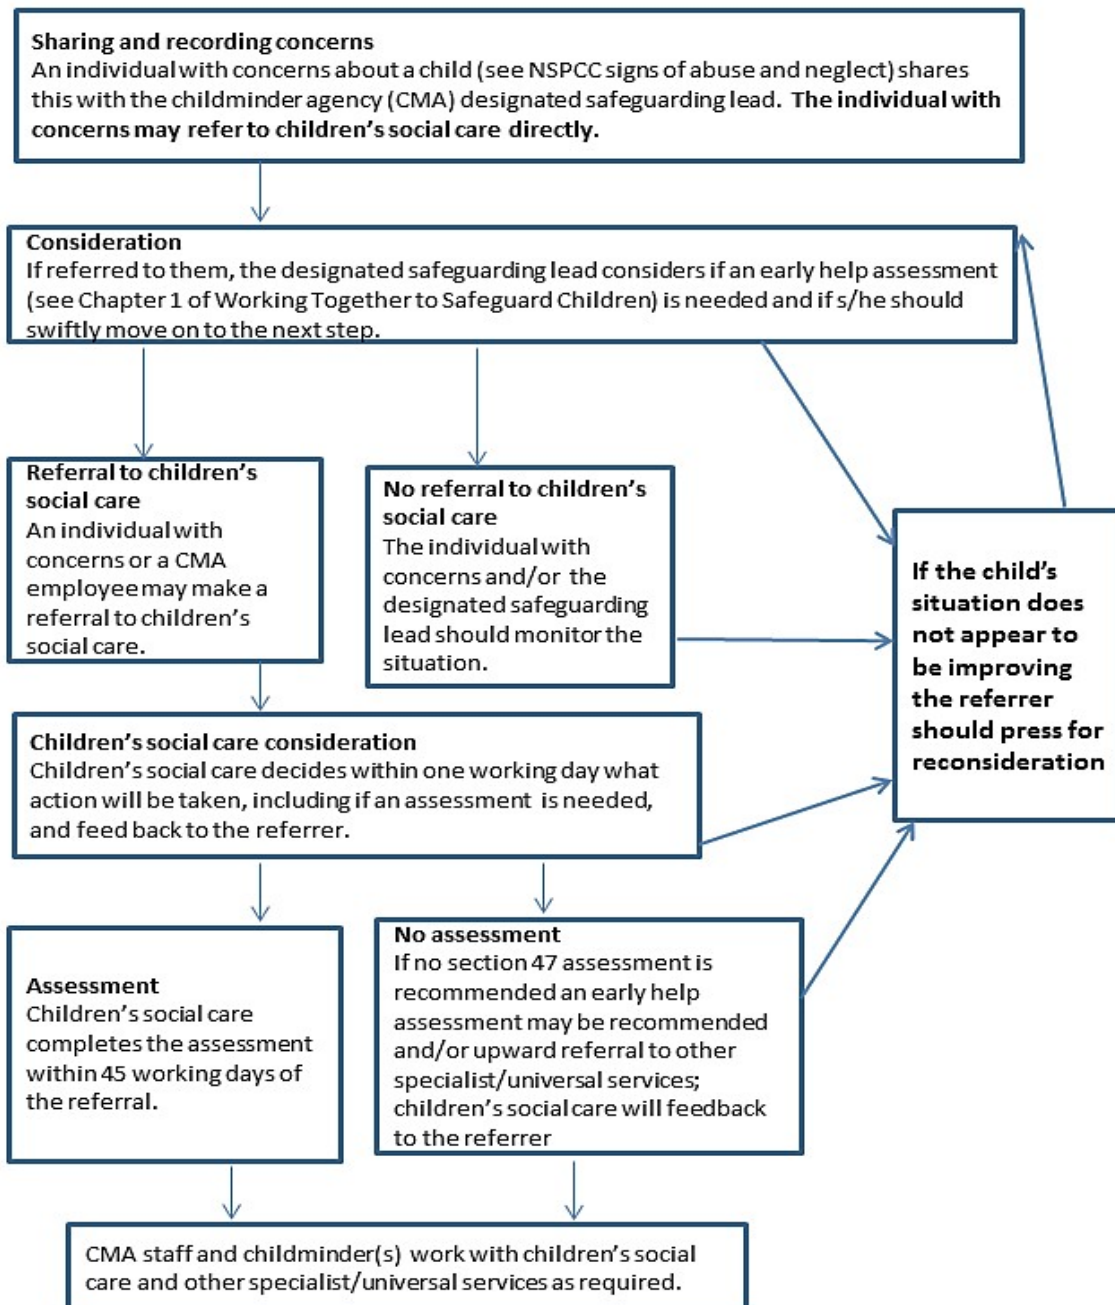 Sharing and recording concerns
An individual with concerns about a child (see NSPCC signs of abuse and neglect) shares
this with the childminder agency (CMA) designated safeguarding lead.  The individual with
concerns may refer to children’s social care directly.
Consideration
If referred to them, the designated safeguarding lead considers if an early help assessment
(see Chapter 1 of Working Together to Safeguard Children) is needed and if s/he should
swiftly move on to the next step.
Referral to children’s
social care
An individual with
concerns or a CMA
employee may make a
referral to children’s
social care.
No referral to children’s
social care
The individual with
concerns and/or the
designated safeguarding
lead should monitor the
situation.
If the child’s
situation does
not appear to
be improving
the referrer
should press for
reconsideration
Children’s social care consideration
Children’s social care decides within one working day what
action will be taken, including if an assessment is needed,
and feed back to the referrer.
Assessment
Children’s social care
completes the assessment
within 45 working days of
the referral.
No assessment
If no section 47 assessment is
recommended an early help
assessment may be recommended
and/or upward referral to other
specialist/universal services;
children’s social care will feedback
to the referrer
CMA staff and childminder(s) work with children’s social
care and other specialist/universal services as required.